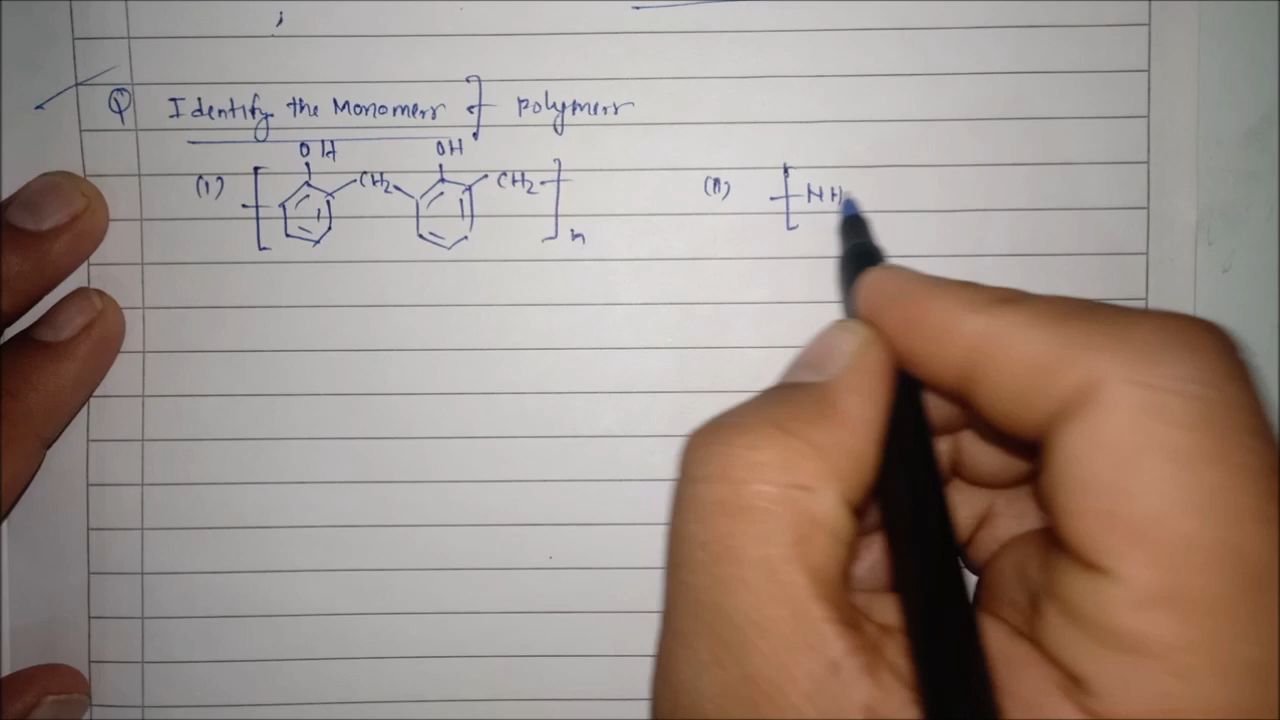 ;
Q Identify the Monomers of polymers
OH OH
(i) [ CH2 CH2 ]n (ii) [ NH